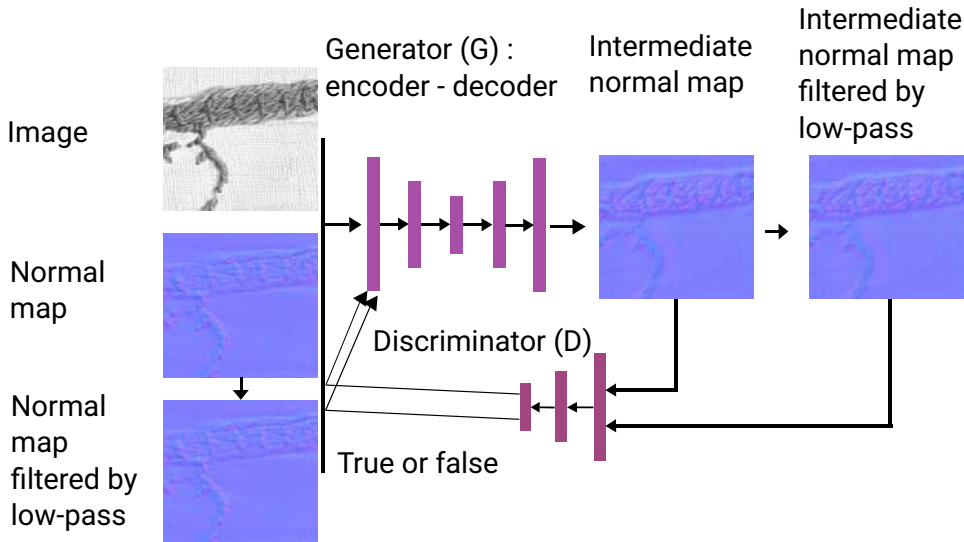 Image
Normal
map
Normal
map
filtered by
low-pass
Generator (G) :
encoder - decoder
Intermediate
normal map
Intermediate
normal map
filtered by
low-pass
Discriminator (D)
True or false